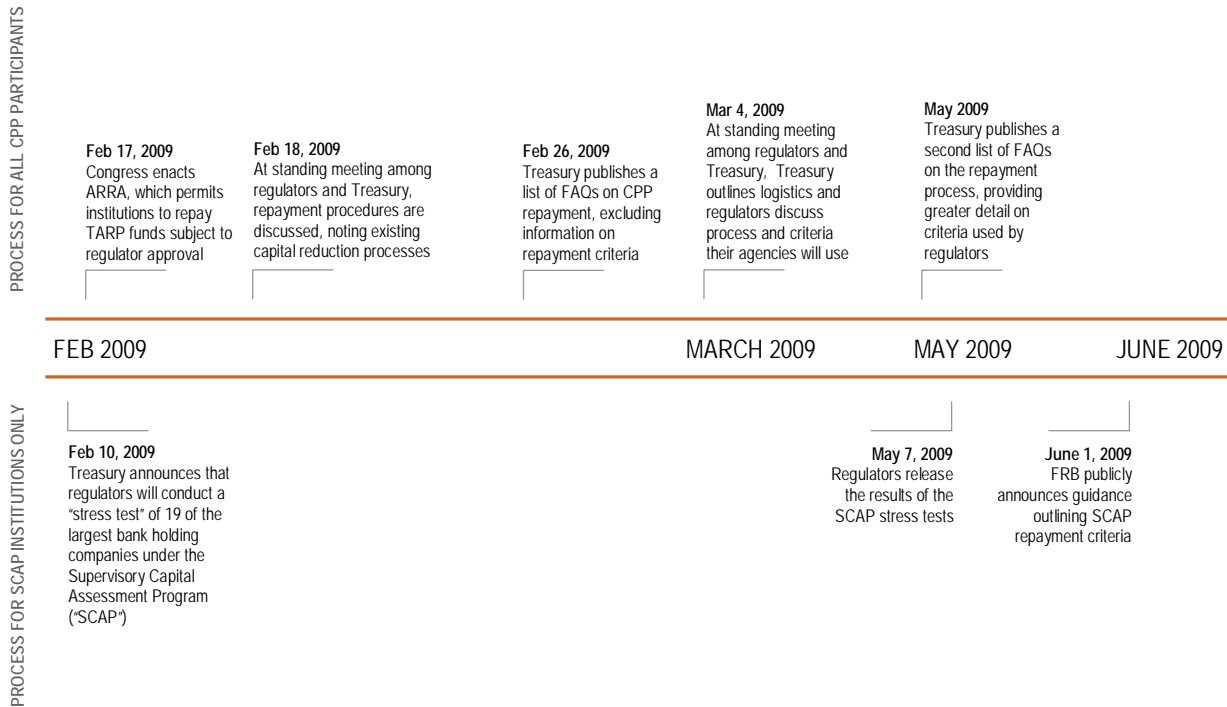 PROCESS FOR ALL CPP PARTICIPANTS
Feb 17, 2009
Congress enacts
ARRA, which permits
institutions to repay
TARP funds subject to
regulator approval
Feb 18, 2009
At standing meeting among
regulators and Treasury,
repayment procedures are
discussed, noting existing
capital reduction processes
Feb 26, 2009
Treasury publishes a
list of FAQs on CPP
repayment, excluding
information on
repayment criteria
Mar 4, 2009
At standing meeting
among regulators and
Treasury, Treasury
outlines logistics and
regulators discuss
process and criteria
their agencies will use
May 2009
Treasury publishes a
second list of FAQs
on the repayment
process, providing
greater detail on
criteria used by
regulators
FEB 2009
MARCH 2009
MAY 2009
JUNE 2009
PROCESS FOR SCAP INSTITUTIONS ONLY
Feb 10, 2009
Treasury announces that
regulators will conduct a
“stress test” of 19 of the
largest bank holding
companies under the
Supervisory Capital
Assessment Program
(“SCAP”)
May 7, 2009
Regulators release
the results of the
SCAP stress tests
June 1, 2009
FRB publicly
announces guidance
outlining SCAP
repayment criteria